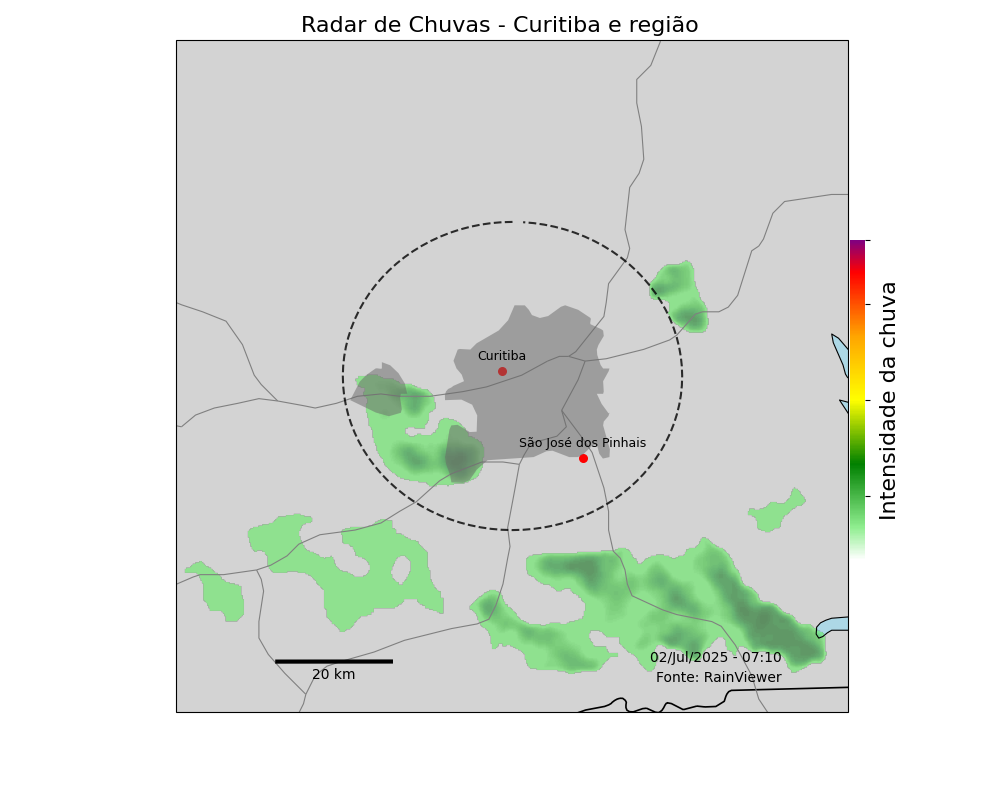 Radar de Chuvas - Curitiba e região
Curitiba
São José dos Pinhais
Intensidade da chuva
02/Jul/2025 - 07:10
20 km
Fonte: RainViewer